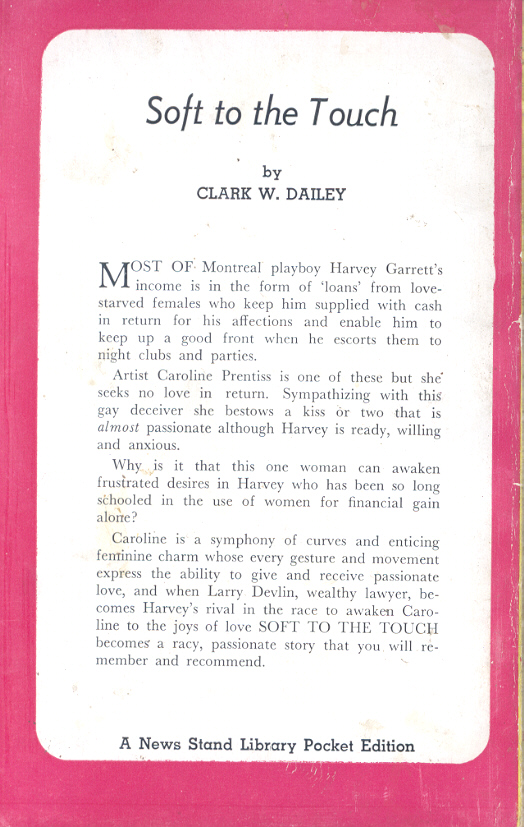 Soft to the Touch
by
CLARK W. DAILEY
MOST OF Montreal playboy Harvey Garrett's
income is in the form of 'loans' from love-
starved females who keep him supplied with cash
in return for his affections and enable him to
keep up a good front when he escorts them to
night clubs and parties.
Artist Caroline Prentiss is one of these but she
seeks no love in return. Sympathizing with this
gay deceiver she bestows a kiss or two that is
almost passionate although Harvey is ready, willing
and anxious.
Why is it that this one woman can awaken
frustrated desires in Harvey who has been so long
schooled in the use of women for financial gain
alone?
Caroline is a symphony of curves and enticing
feminine charm whose every gesture and movement
express the ability to give and receive passionate
love, and when Larry Devlin, wealthy lawyer, be-
comes Harvey's rival in the race to awaken Caro-
line to the joys of love SOFT TO THE TOUCH
becomes a racy, passionate story that you will re-
member and recommend.
A News Stand Library Pocket Edition